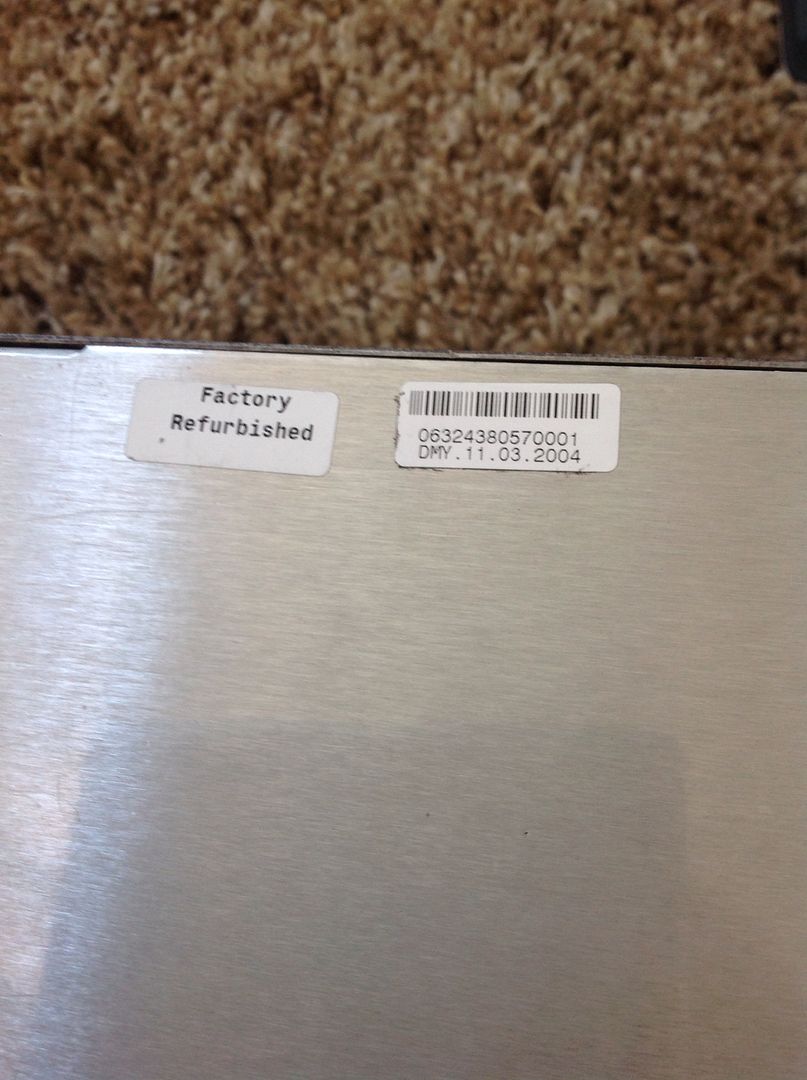 Factory
Refurbished
06324380570001
DMY.11.03.2004